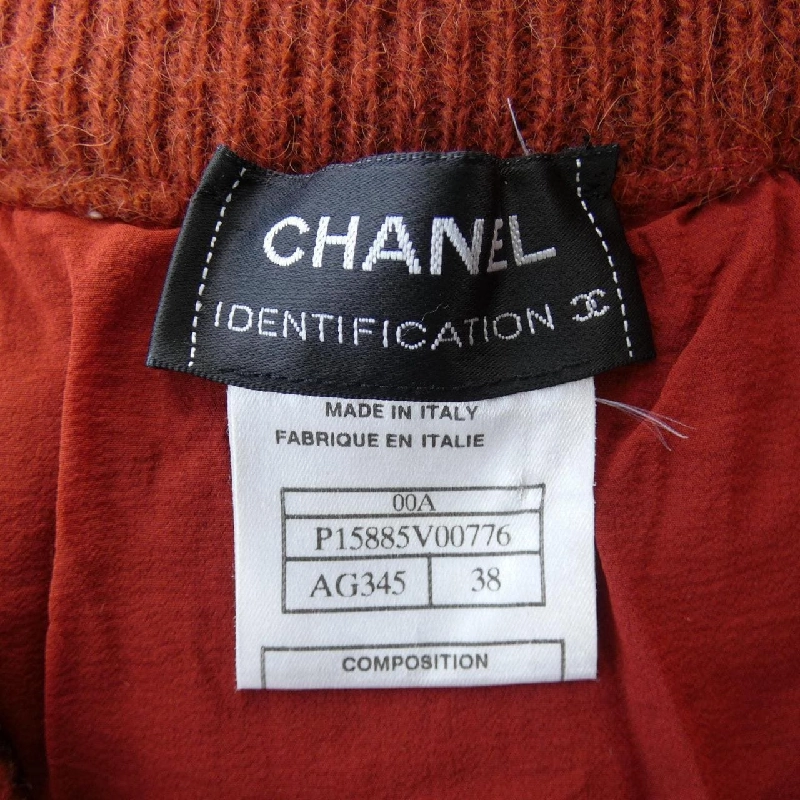 CHANEL
IDENTIFICATION
MADE IN ITALY
FABRIQUE EN ITALIE
00A
P15885V00776
AG345 38
COMPOSITION